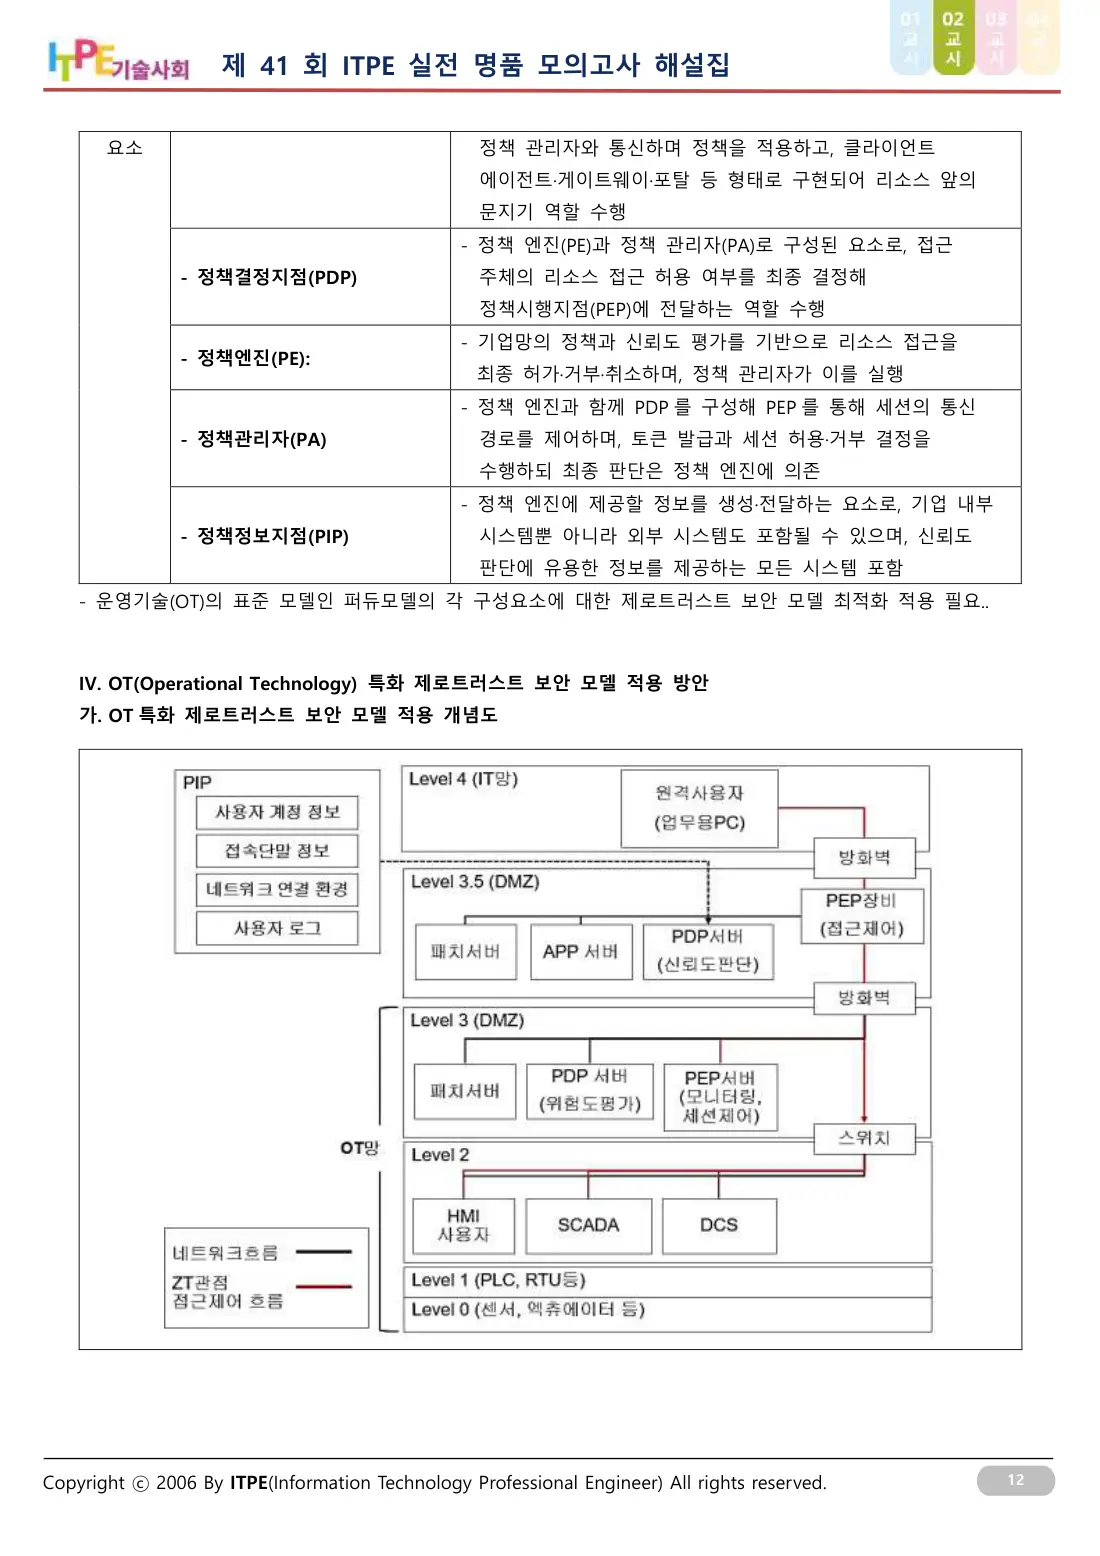 ITPE기술사회 제 41 회 ITPE 실전 명품 모의고사 해설집
01 교 시
02 교 시
03 교 시
요소
정책 관리자와 통신하며 정책을 적용하고, 클라이언트
에이전트·게이트웨이·포탈 등 형태로 구현되어 리소스 앞의
문지기 역할 수행
- 정책결정지점(PDP)
- 정책 엔진(PE)과 정책 관리자(PA)로 구성된 요소로, 접근
주체의 리소스 접근 허용 여부를 최종 결정해
정책시행지점(PEP)에 전달하는 역할 수행
- 정책엔진(PE):
- 기업망의 정책과 신뢰도 평가를 기반으로 리소스 접근을
최종 허가·거부·취소하며, 정책 관리자가 이를 실행
- 정책관리자(PA)
- 정책 엔진과 함께 PDP 를 구성해 PEP 를 통해 세션의 통신
경로를 제어하며, 토큰 발급과 세션 허용·거부 결정을
수행하되 최종 판단은 정책 엔진에 의존
- 정책정보지점(PIP)
- 정책 엔진에 제공할 정보를 생성·전달하는 요소로, 기업 내부
시스템뿐 아니라 외부 시스템도 포함될 수 있으며, 신뢰도
판단에 유용한 정보를 제공하는 모든 시스템 포함
- 운영기술(OT)의 표준 모델인 퍼듀모델의 각 구성요소에 대한 제로트러스트 보안 모델 최적화 적용 필요..
IV. OT(Operational Technology) 특화 제로트러스트 보안 모델 적용 방안
가. OT 특화 제로트러스트 보안 모델 적용 개념도
PIP
사용자 계정 정보
접속단말 정보
네트워크 연결 환경
사용자 로그
Level 4 (IT망)
원격사용자
(업무용PC)
방화벽
Level 3.5 (DMZ)
PEP장비
(접근제어)
패치서버
APP 서버
PDP서버
(신뢰도판단)
방화벽
Level 3 (DMZ)
패치서버
PDP 서버
(위험도평가)
PEP서버
(모니터링,
세션제어)
스위치
OT망
Level 2
HMI
사용자
SCADA
DCS
Level 1 (PLC, RTU등)
Level 0 (센서, 엑츄에이터 등)
네트워크흐름
ZT관점
접근제어 흐름
Copyright ⓒ 2006 By ITPE(Information Technology Professional Engineer) All rights reserved.
12